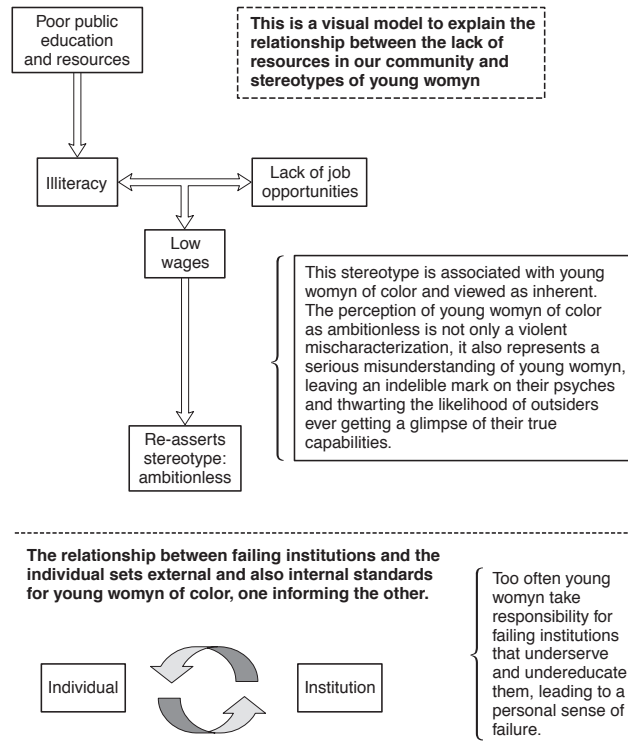 Poor public
education
and resources
This is a visual model to explain the
relationship between the lack of
resources in our community and
stereotypes of young womyn
Illiteracy
Lack of job
opportunities
Low
wages
This stereotype is associated with young
womyn of color and viewed as inherent.
The perception of young womyn of color
as ambitionless is not only a violent
mischaracterization, it also represents a
serious misunderstanding of young womyn,
leaving an indelible mark on their psyches
and thwarting the likelihood of outsiders
ever getting a glimpse of their true
capabilities.
Re-asserts
stereotype:
ambitionless
The relationship between failing institutions and the
individual sets external and also internal standards
for young womyn of color, one informing the other.
Too often young
womyn take
responsibility for
failing institutions
that underserve
and undereducate
them, leading to a
personal sense of
failure.
Individual
Institution